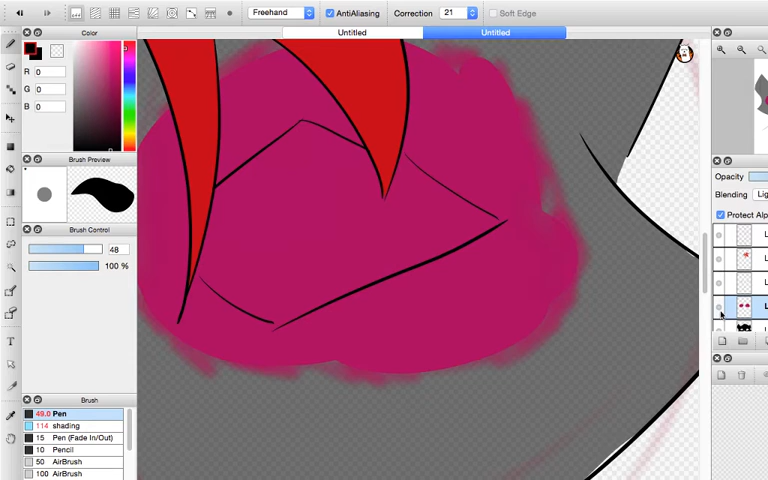 Freehand
AntiAliasing
Correction
21
Soft Edge
Untitled
Untitled
Color
R 0
G 0
B 0
Brush Preview
Brush Control
48
100 %
Brush
49.0 Pen
114 shading
15 Pen (Fade In/Out)
10 Pencil
50 AirBrush
100 AirBrush
T
Opacity
Blending
Protect